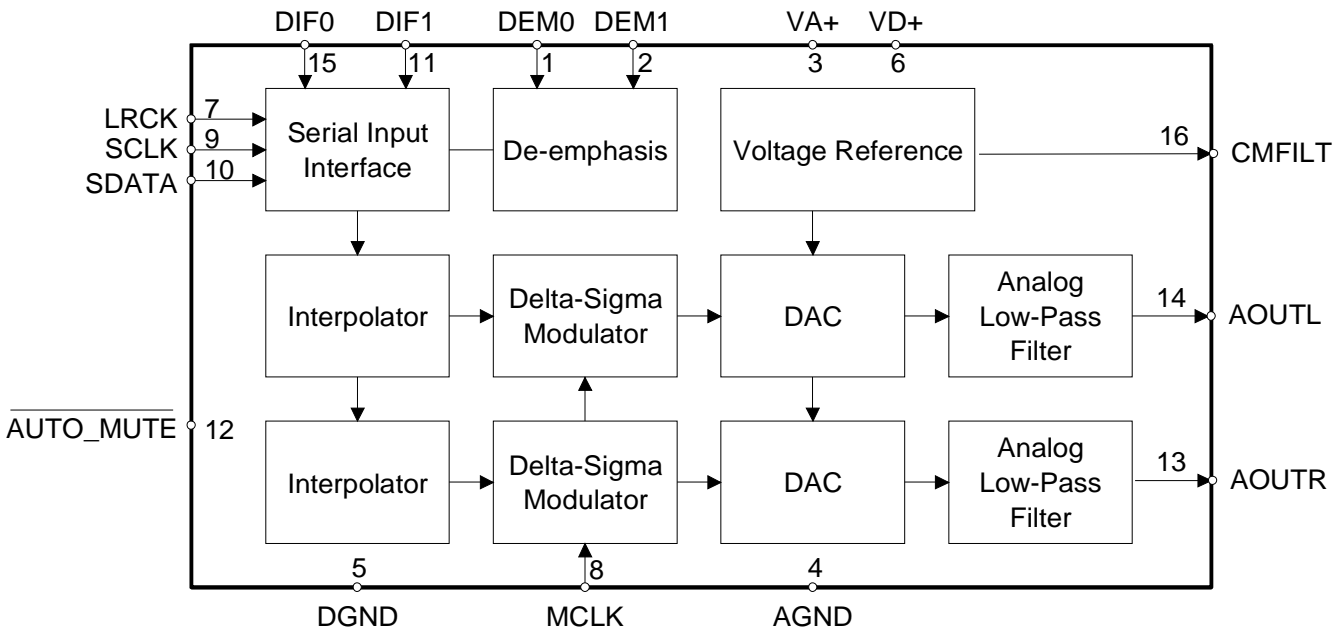 DIF0 DIF1 DEM0 DEM1 VA+ VD+
15 11 1 2 3 6
LRCK 7
SCLK 9
SDATA 10
Serial Input
Interface
De-emphasis
Voltage Reference
16 CMFILT
Interpolator
Delta-Sigma
Modulator
DAC
Analog
Low-Pass
Filter
14 AOUTL
AUTO_MUTE 12
Interpolator
Delta-Sigma
Modulator
DAC
Analog
Low-Pass
Filter
13 AOUTR
5 8 4
DGND MCLK AGND